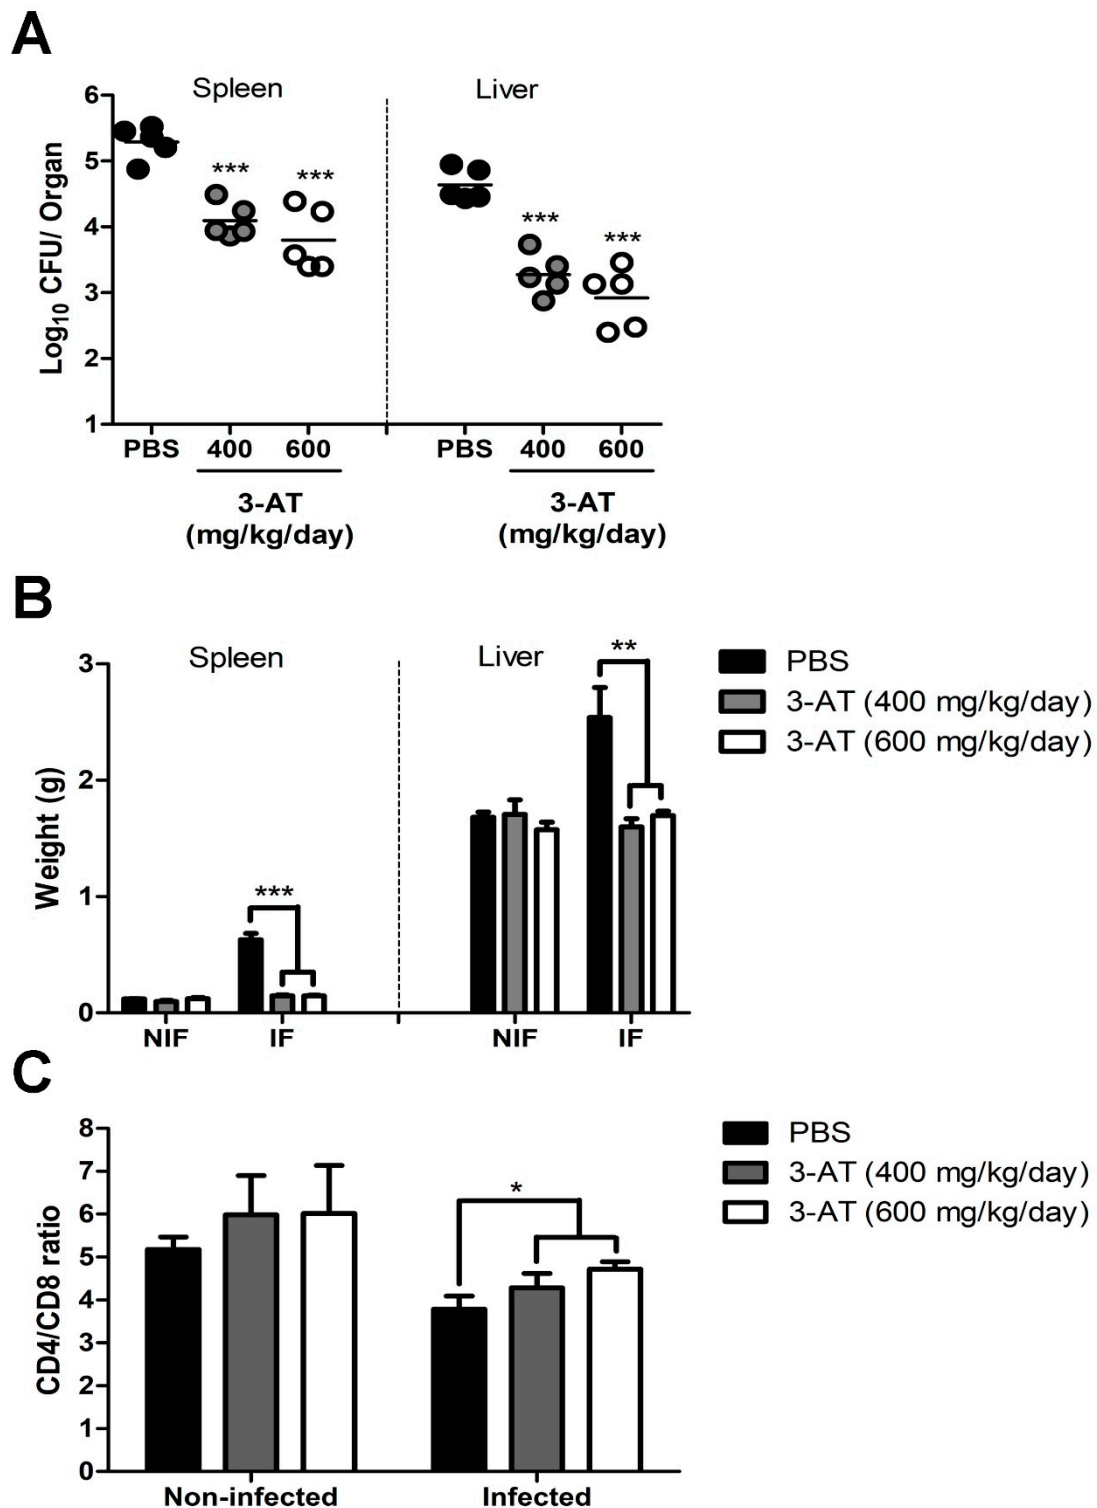 A
Spleen
Liver
6
5
4
3
2
1
Log10 CFU/ Organ
***
***
***
***
PBS
400
600
PBS
400
600
3-AT
(mg/kg/day)
3-AT
(mg/kg/day)
B
Spleen
Liver
3
2
1
0
Weight (g)
***
**
NIF
IF
NIF
IF
PBS
3-AT (400 mg/kg/day)
3-AT (600 mg/kg/day)
C
8
7
6
5
4
3
2
1
0
CD4/CD8 ratio
*
Non-infected
Infected
PBS
3-AT (400 mg/kg/day)
3-AT (600 mg/kg/day)